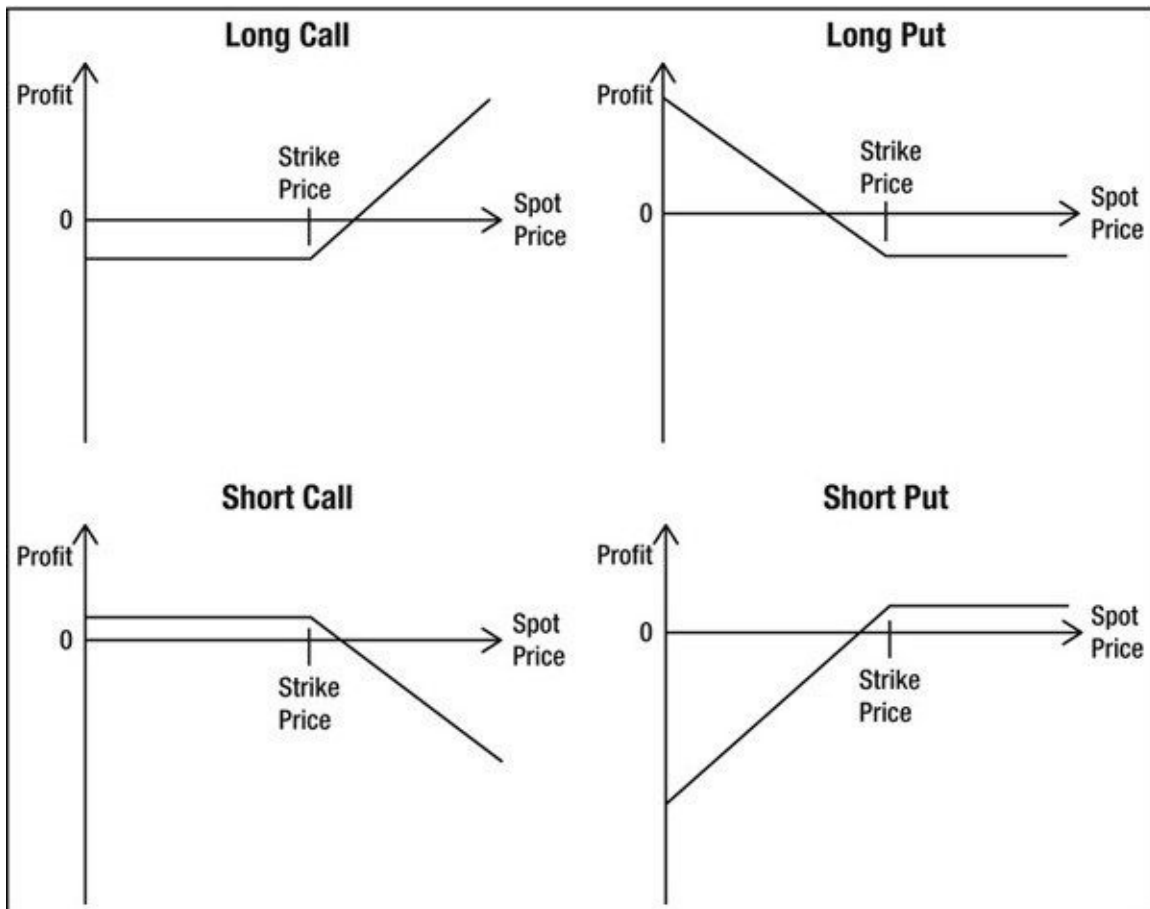 Long Call
Profit
Strike
Price
0
Spot
Price
Long Put
Profit
Strike
Price
0
Spot
Price
Short Call
Profit
0
Spot
Price
Strike
Price
Short Put
Profit
0
Spot
Price
Strike
Price